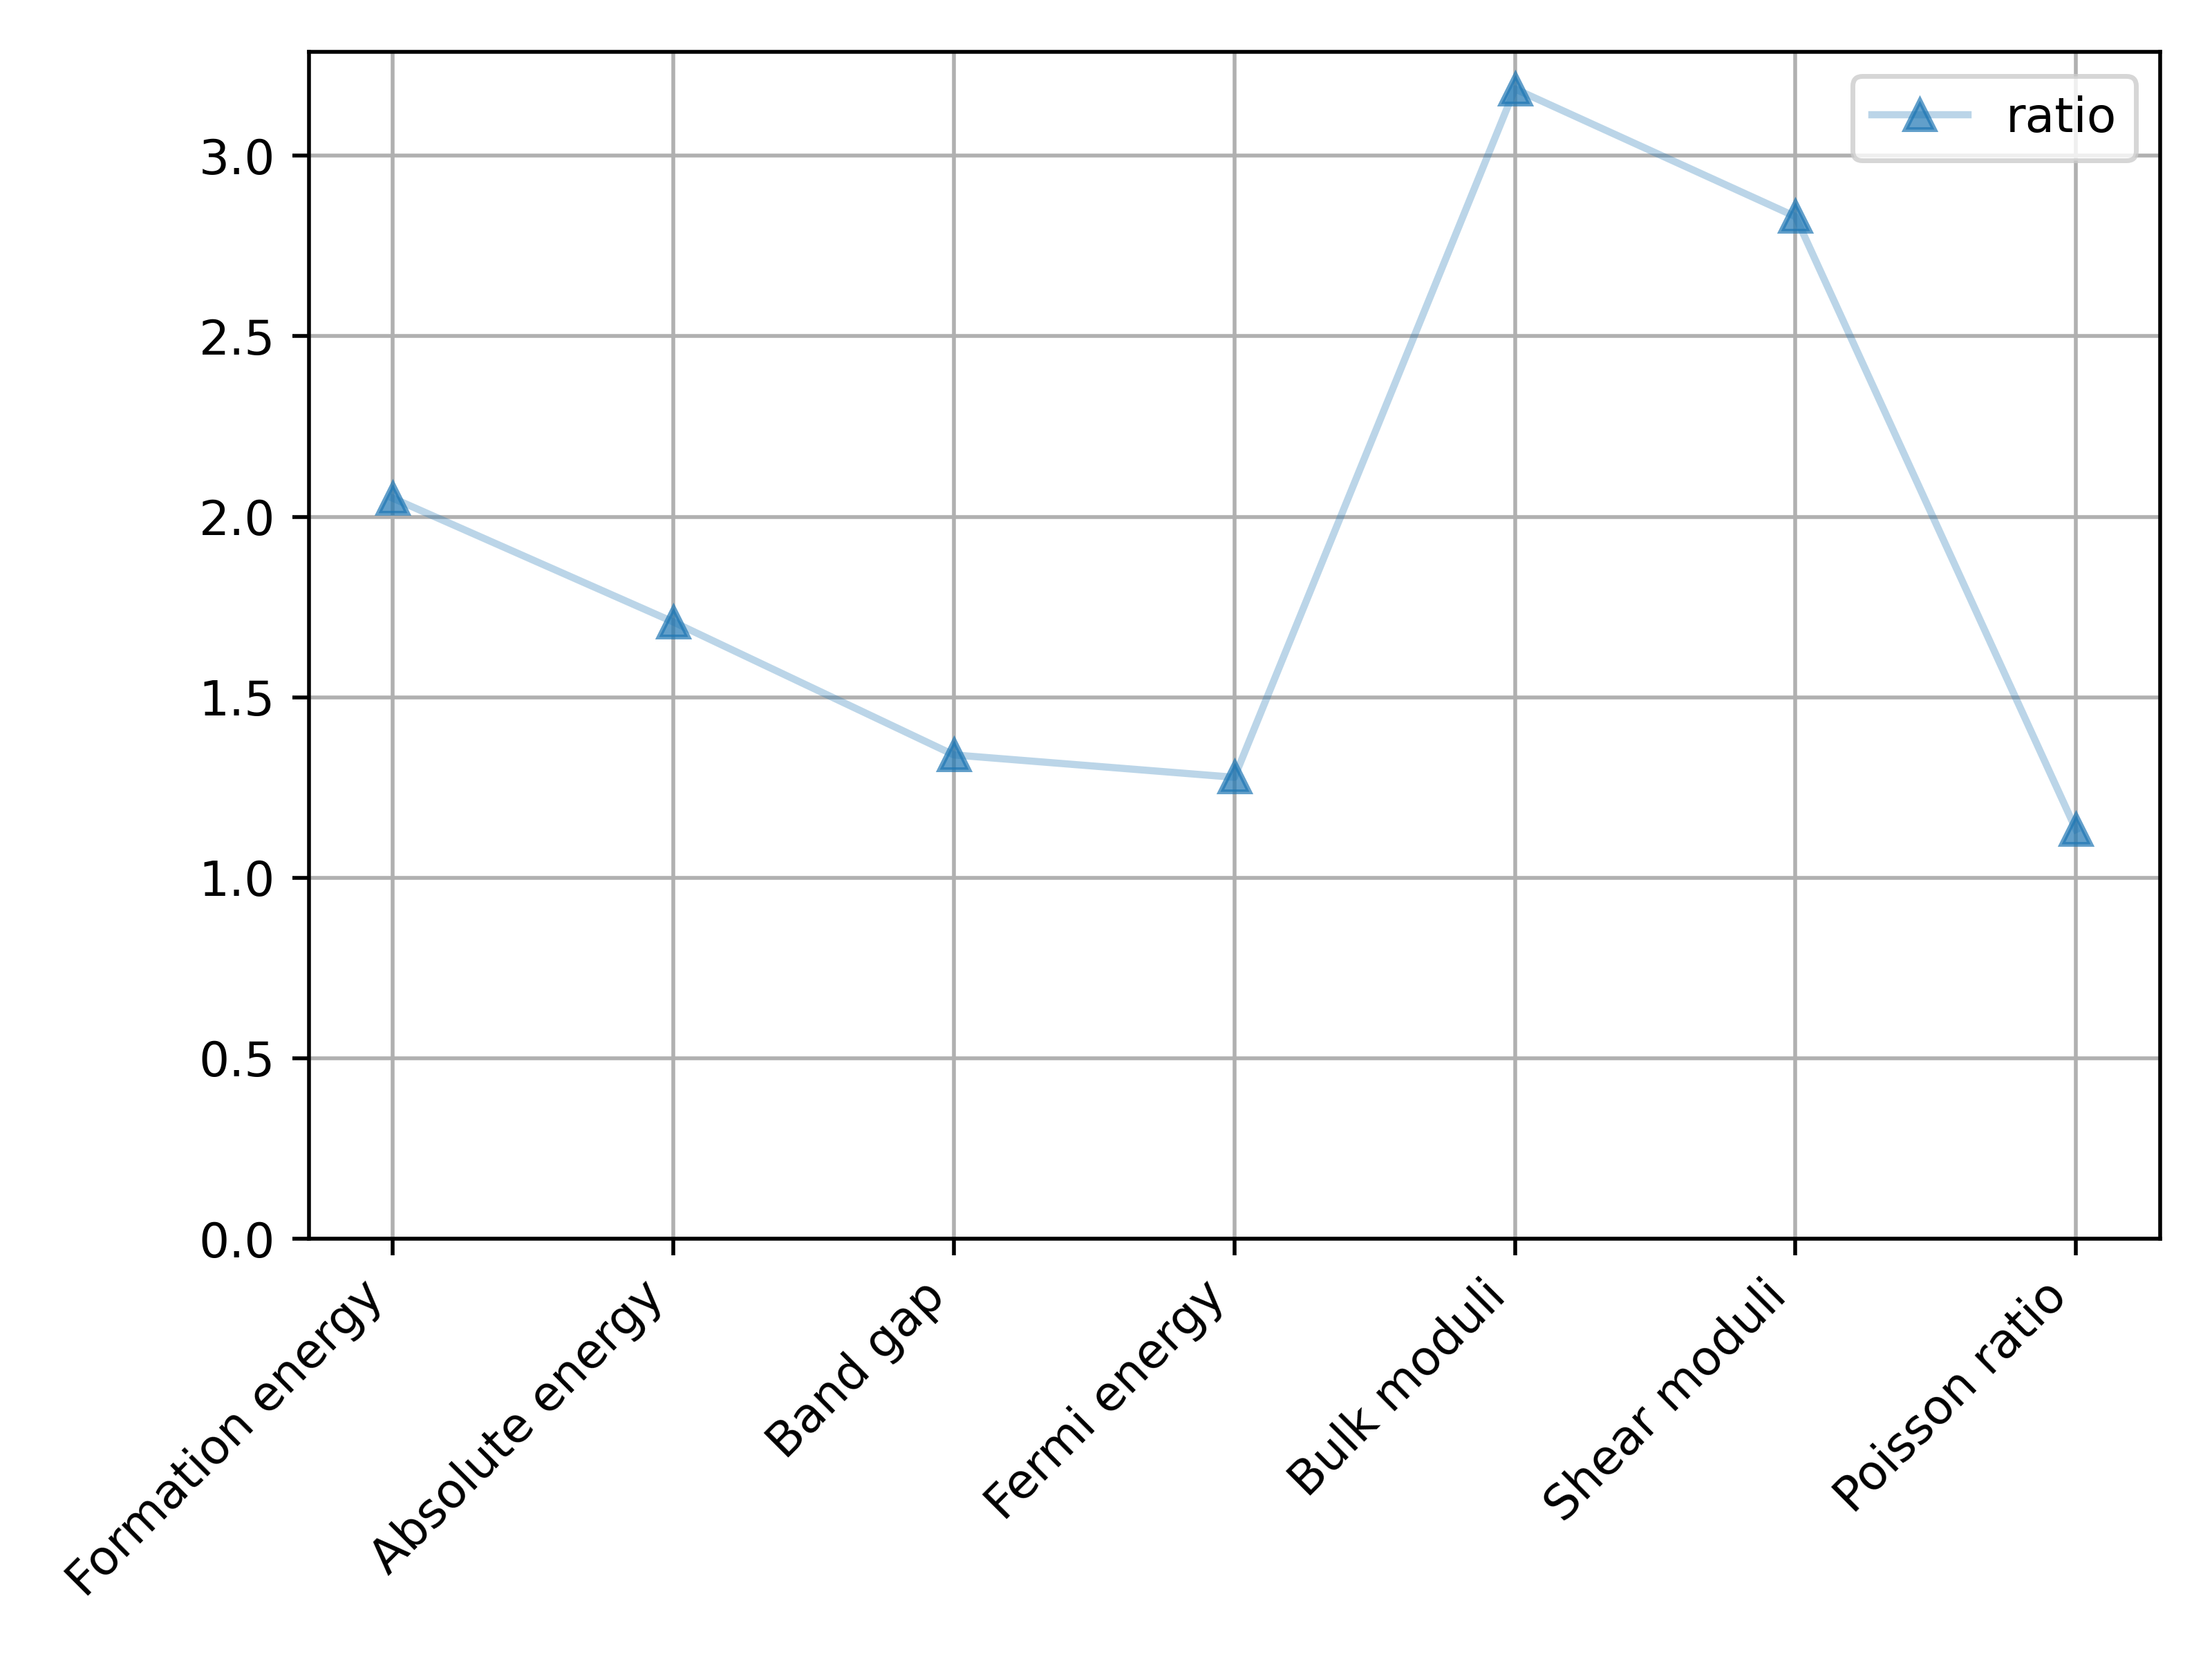 ratio
3.0
2.5
2.0
1.5
1.0
0.5
0.0
Formation energy
Absolute energy
Band gap
Fermi energy
Bulk moduli
Shear moduli
Poisson ratio